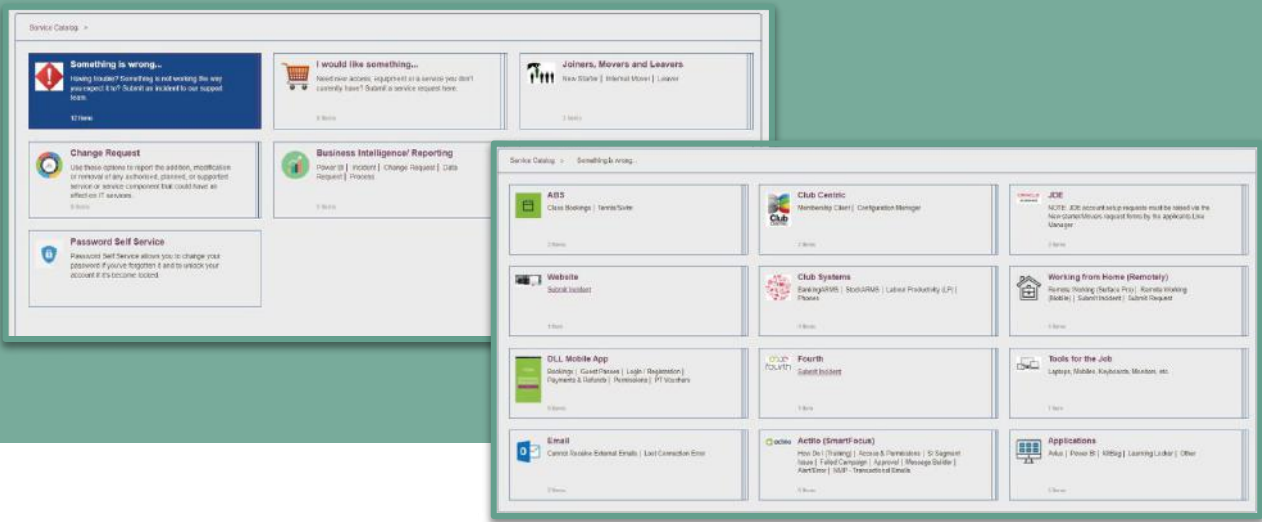 Service Catalog >
Something is wrong...
Having trouble? Something is not working the way
you expect it to? Submit an incident to our support
team.
12 Items
I would like something...
Need new access, equipment or a service you don't
currently have? Submit a service request here.
Joiners, Movers and Leavers
New Starter | Internal Mover | Leaver
Change Request
Use these options to report the addition, modification
or removal of any authorised, planned, or supported
service or service component that could have an
effect on IT services.
Business Intelligence/ Reporting
Power BI | Incident | Change Request | Data
Request | Process
Password Self Service
Password Self Service allows you to change your
password if you've forgotten it and to unlock your
account if it's become locked.
Service Catalog > Something is wrong...
ABS
Class Bookings | Tennis/Suite
Club Centric
Membership Client | Configuration Manager
Club
JDE
NOTE: JDE account setup requests must be raised via the
New starter/Movers request forms by the applicants Line
Manager
Website
Submit Incident
Club Systems
BankingARMS | StockARMS | Labour Productivity (LP) |
Phones
Working from Home (Remotely)
Remote Working (Surface Pro) | Remote Working
(Mobile) | Submit Incident | Submit Request
DLL Mobile App
Bookings | Guest Passes | Login / Registration |
Payments & Refunds | Permissions | PT Vouchers
fourth
Fourth
Submit Incident
Tools for the Job
Laptops, Mobiles, Keyboards, Monitors, etc.
Email
Cannot Receive External Emails | Lost Connection Error
actito
Actito (SmartFocus)
How Do I (Training) | Access & Permissions | SI Segment
Issue | Failed Campaign | Approval | Message Builder |
Alert/Error | NMP - Transactional Emails
Applications
| Power BI | | Learning Locker | Other